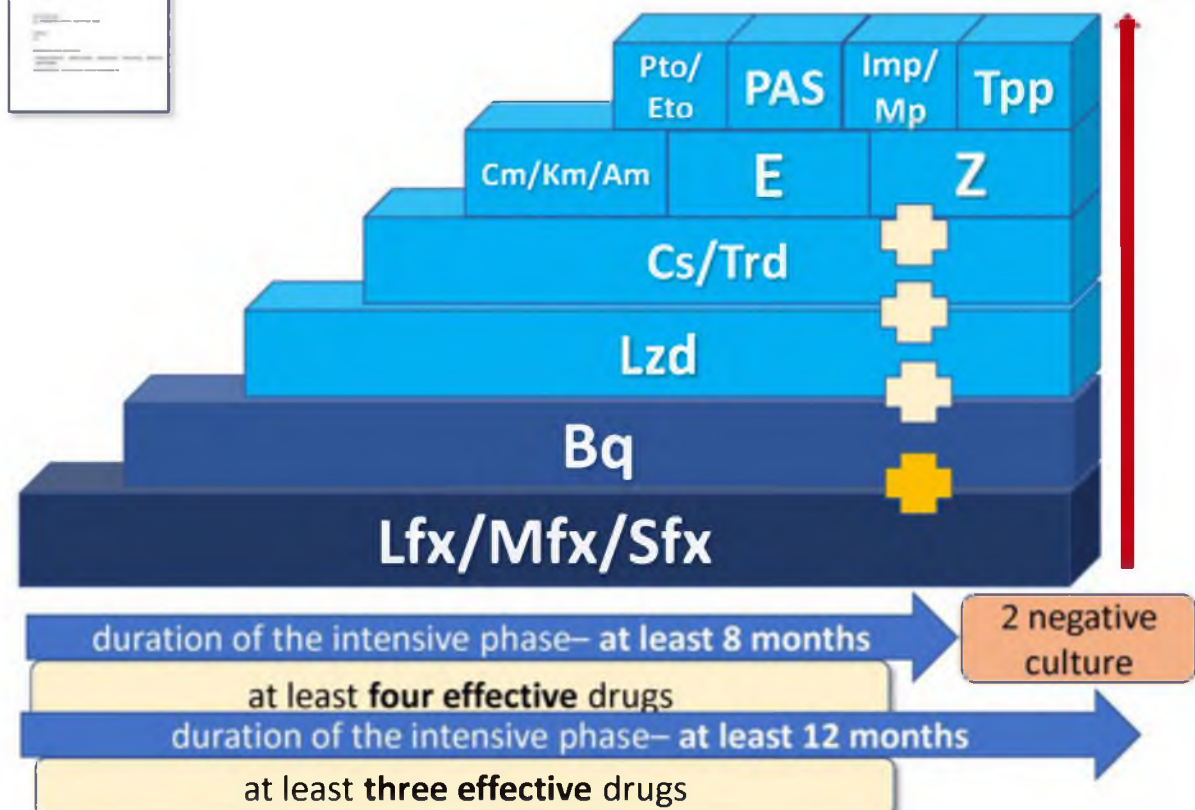 Pto/
Eto
PAS
Imp/
Mp
Tpp
Cm/Km/Am
E
Z
Cs/Trd
Lzd
Bq
Lfx/Mfx/Sfx
duration of the intensive phase– at least 8 months
2 negative
culture
at least four effective drugs
duration of the intensive phase– at least 12 months
at least three effective drugs